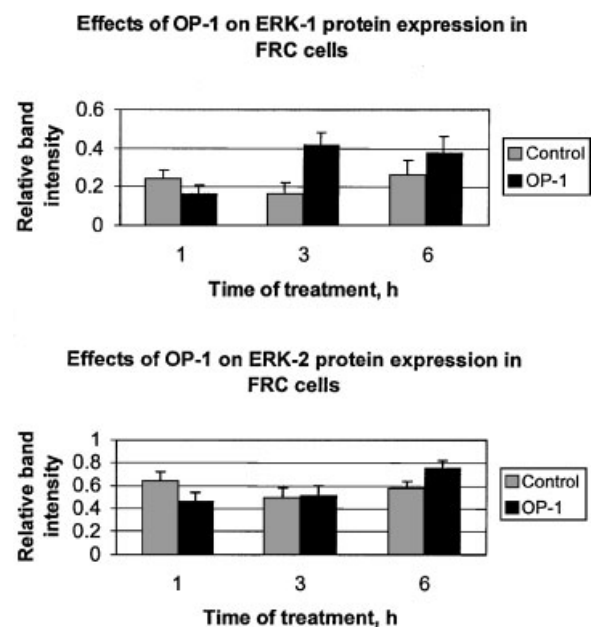 Effects of OP-1 on ERK-1 protein expression in
FRC cells
Relative band
intensity
0.6
0.4
0.2
0
1 3 6
Time of treatment, h
Control
OP-1
Effects of OP-1 on ERK-2 protein expression in
FRC cells
Relative band
intensity
1
0.8
0.6
0.4
0.2
0
1 3 6
Time of treatment, h
Control
OP-1